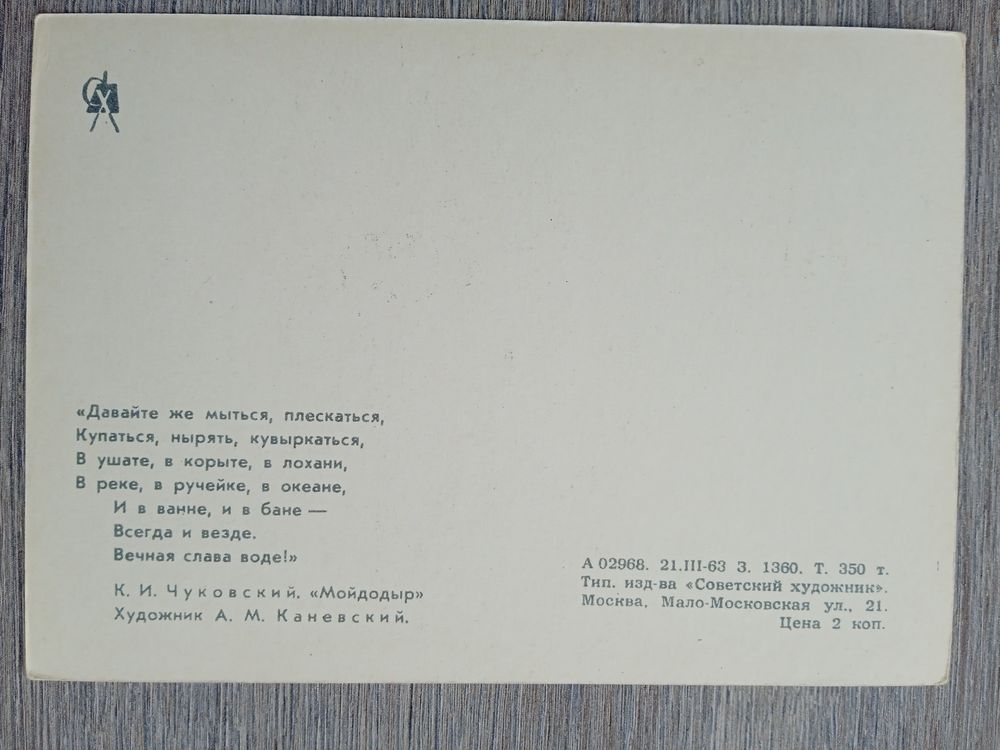 СХ
«Давайте же мыться, плескаться,
Купаться, нырять, кувыркаться,
В ушате, в корыте, в лохани,
В реке, в ручейке, в океане,
И в ванне, и в бане —
Всегда и везде.
Вечная слава воде!»
К. И. Чуковский. «Мойдодыр»
Художник А. М. Каневский.
А 02968. 21.III-63 З. 1360. Т. 350 т.
Тип. изд-ва «Советский художник».
Москва, Мало-Московская ул., 21.
Цена 2 коп.